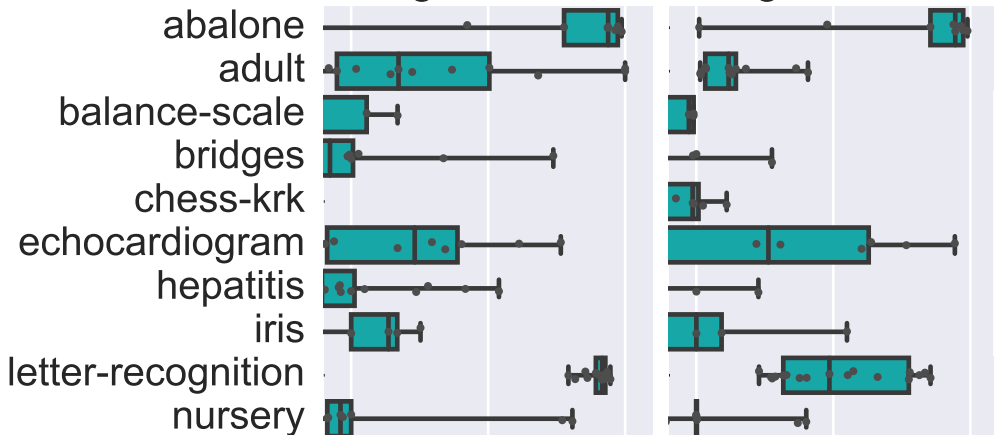 abalone
adult
balance-scale
bridges
chess-krk
echocardiogram
hepatitis
iris
letter-recognition
nursery